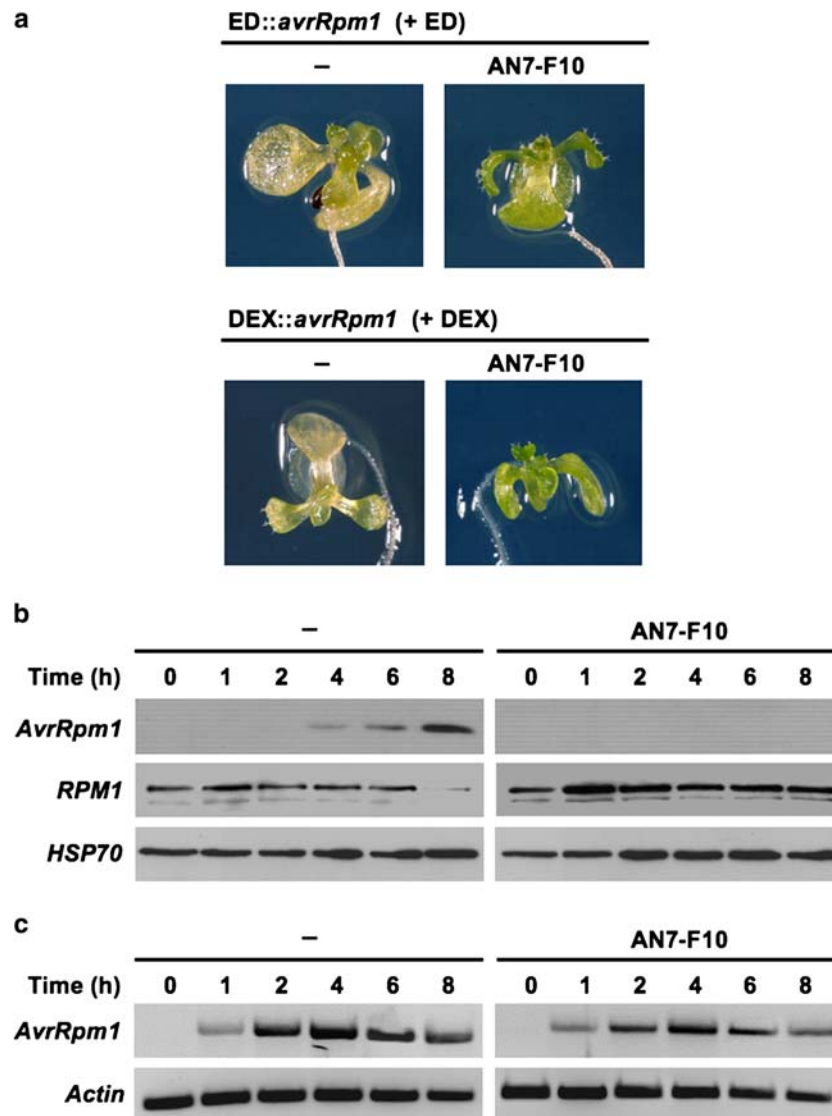 a
ED::avrRpm1 (+ ED)
– AN7-F10
DEX::avrRpm1 (+ DEX)
– AN7-F10
b
– AN7-F10
Time (h) 0 1 2 4 6 8 0 1 2 4 6 8
AvrRpm1
RPM1
HSP70
c
– AN7-F10
Time (h) 0 1 2 4 6 8 0 1 2 4 6 8
AvrRpm1
Actin